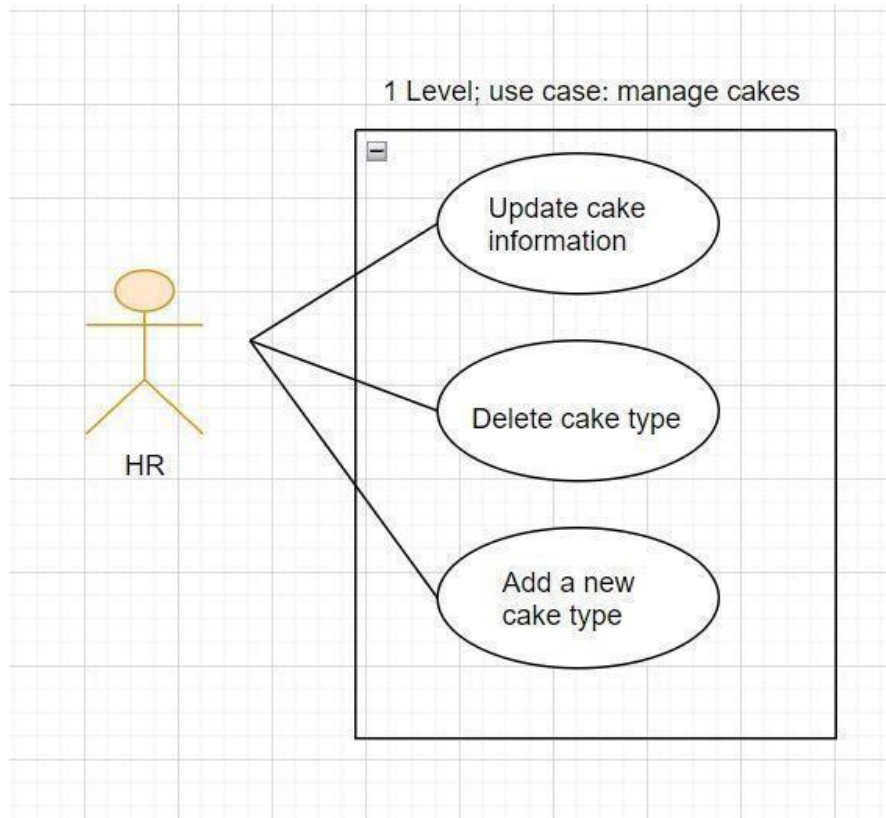 1 Level; use case: manage cakes
Update cake
information
Delete cake type
HR
Add a new
cake type